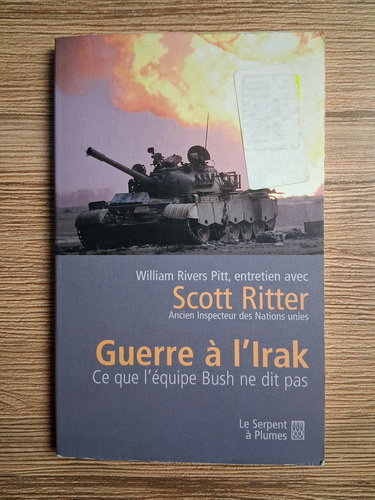 William Rivers Pitt, entretien avec
Scott Ritter
Ancien Inspecteur des Nations unies
Guerre à l'Irak
Ce que l'équipe Bush ne dit pas
Le Serpent
à Plumes